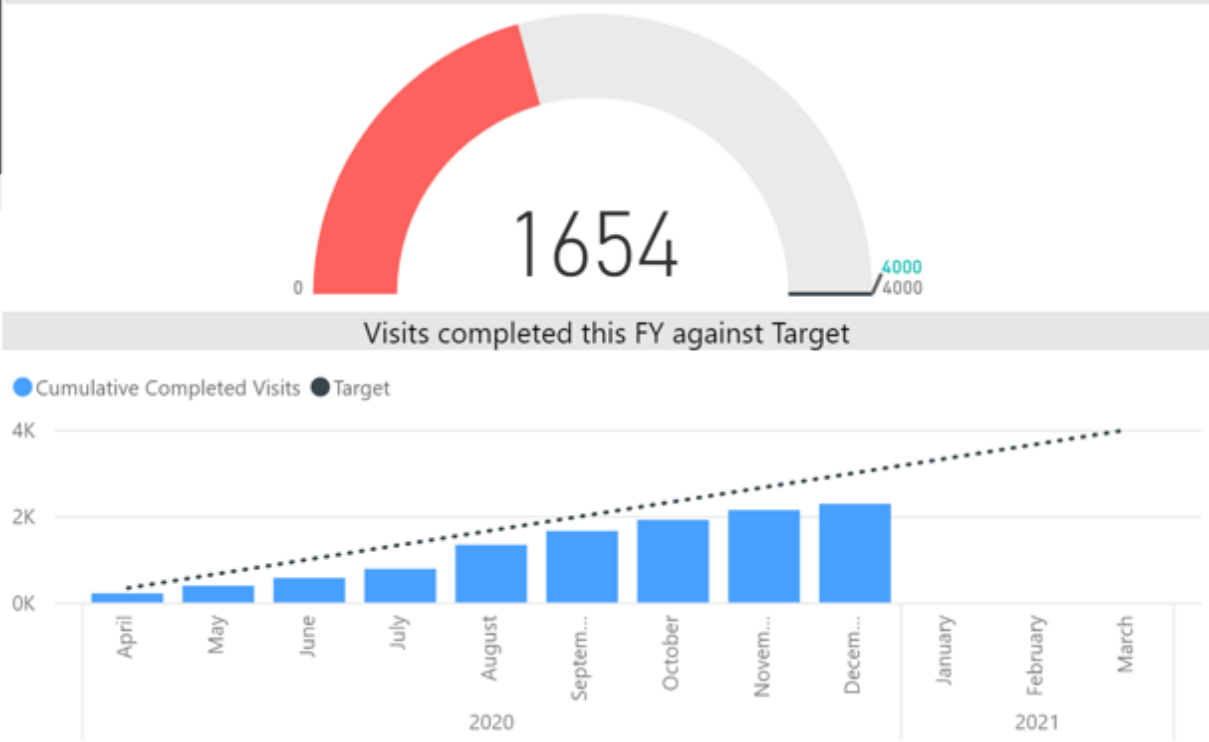 1654
0
4000
4000
Visits completed this FY against Target
Cumulative Completed Visits Target
4K
2K
0K
April May June July August Septem... October Novem... Decem... January February March
2020 2021